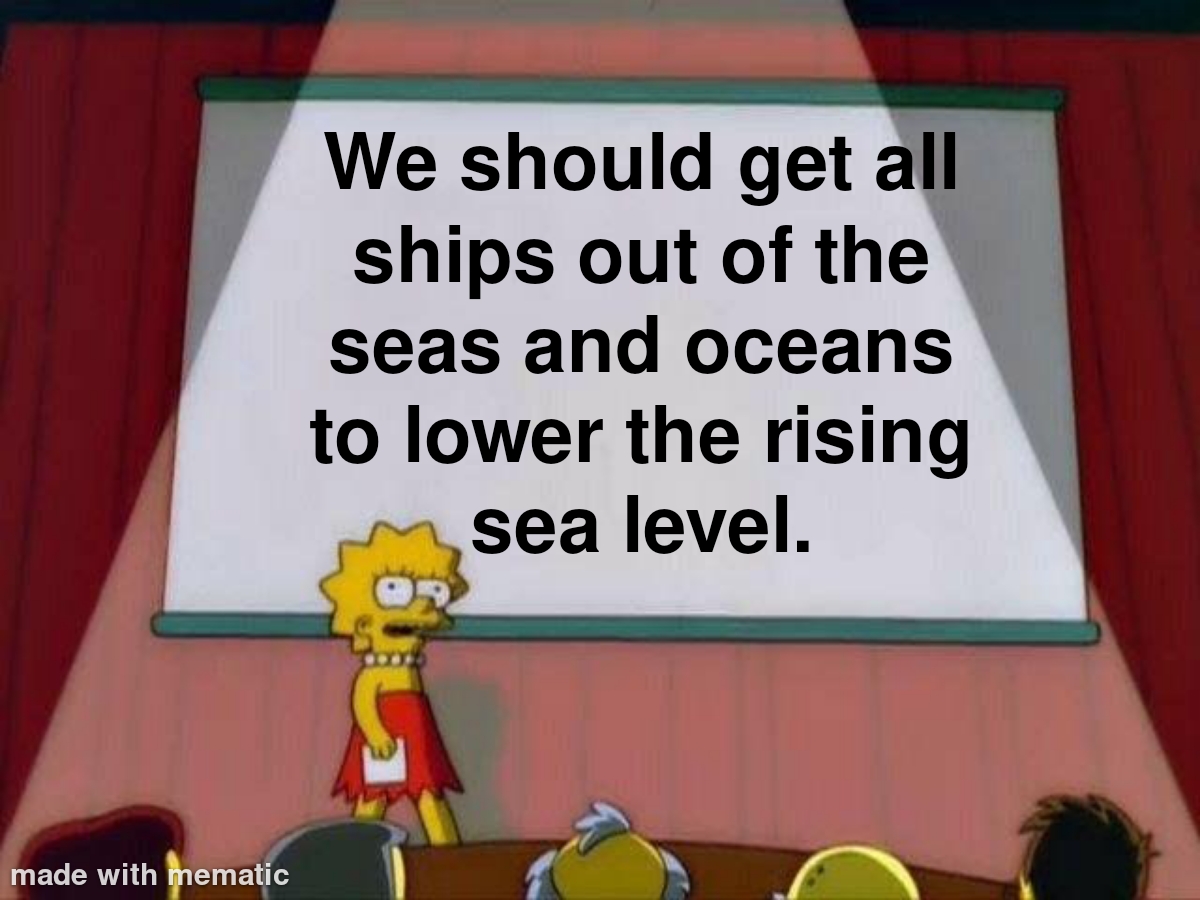 We should get all
ships out of the
seas and oceans
to lower the rising
sea level.
made with mematic